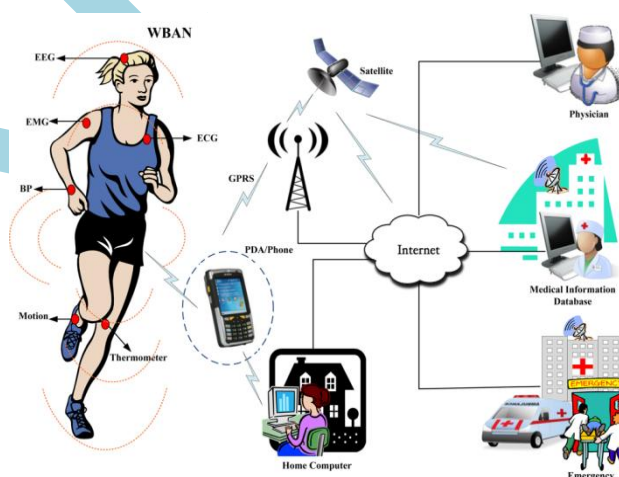 WBAN
EEG
EMG
ECG
BP
Motion
Thermometer
Satellite
GPRS
PDA/Phone
Internet
Home Computer
Physician
Medical Information
Database
EMERGENCY
AMBULANCE
Emergency